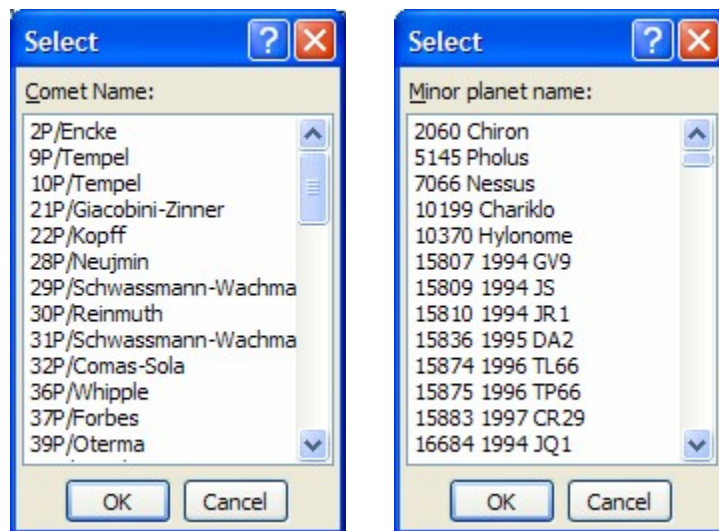 Select
Comet Name:
2P/Encke
9P/Tempel
10P/Tempel
21P/Giacobini-Zinner
22P/Kopff
28P/Neujmin
29P/Schwassmann-Wachma
30P/Reinmuth
31P/Schwassmann-Wachma
32P/Comas-Sola
36P/Whipple
37P/Forbes
39P/Oterma
OK
Cancel
Select
Minor planet name:
2060 Chiron
5145 Pholus
7066 Nessus
10199 Chariklo
10370 Hylonome
15807 1994 GV9
15809 1994 JS
15810 1994 JR1
15836 1995 DA2
15874 1996 TL66
15875 1996 TP66
15883 1997 CR29
16684 1994 JQ1
OK
Cancel